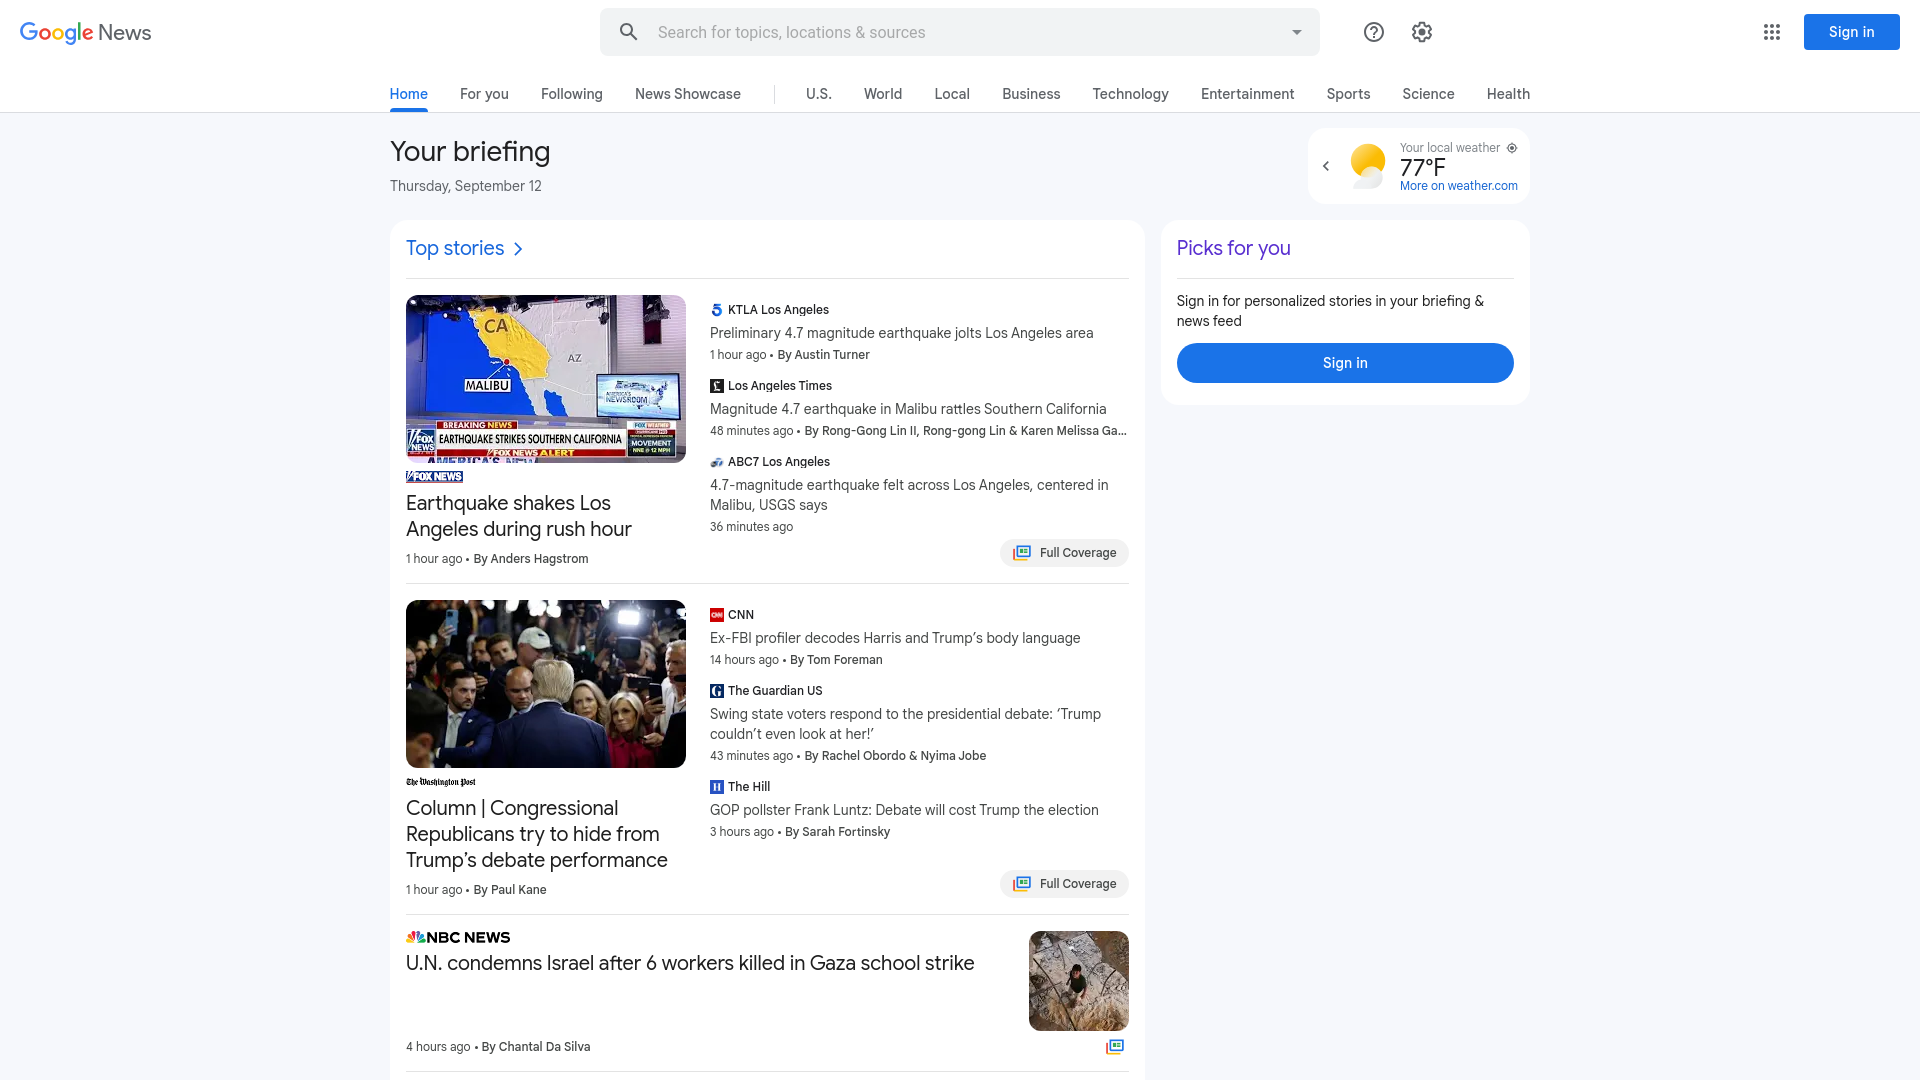 Google News
Search for topics, locations & sources
Sign in
Home
For you
Following
News Showcase
U.S.
World
Local
Business
Technology
Entertainment
Sports
Science
Health
Your briefing
Thursday, September 12
Your local weather
77°F
More on weather.com
Top stories
CA
AZ
MALIBU
AMERICA'S
NEWSROOM
BREAKING NEWS
EARTHQUAKE STRIKES SOUTHERN CALIFORNIA
FOX NEWS
FOX NEWS ALERT
MOVEMENT
NNE @ 12 MPH
FOX NEWS
Earthquake shakes Los
Angeles during rush hour
1 hour ago • By Anders Hagstrom
KTLA Los Angeles
Preliminary 4.7 magnitude earthquake jolts Los Angeles area
1 hour ago • By Austin Turner
Los Angeles Times
Magnitude 4.7 earthquake in Malibu rattles Southern California
48 minutes ago • By Rong-Gong Lin II, Rong-gong Lin & Karen Melissa Ga...
ABC7 Los Angeles
4.7-magnitude earthquake felt across Los Angeles, centered in
Malibu, USGS says
36 minutes ago
Full Coverage
The Washington Post
Column | Congressional
Republicans try to hide from
Trump’s debate performance
1 hour ago • By Paul Kane
CNN
Ex-FBI profiler decodes Harris and Trump’s body language
14 hours ago • By Tom Foreman
The Guardian US
Swing state voters respond to the presidential debate: ‘Trump
couldn’t even look at her!’
43 minutes ago • By Rachel Obordo & Nyima Jobe
The Hill
GOP pollster Frank Luntz: Debate will cost Trump the election
3 hours ago • By Sarah Fortinsky
Full Coverage
NBC NEWS
U.N. condemns Israel after 6 workers killed in Gaza school strike
4 hours ago • By Chantal Da Silva
Picks for you
Sign in for personalized stories in your briefing &
news feed
Sign in